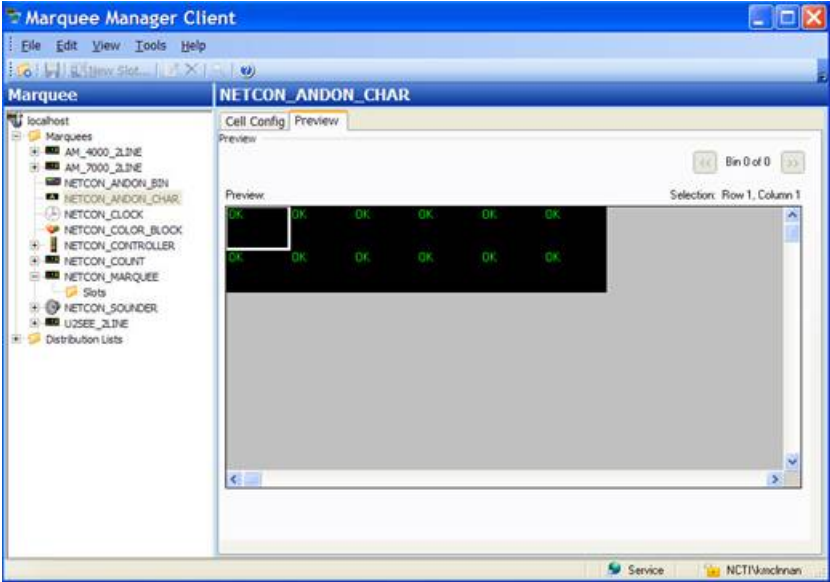 Marquee Manager Client
File Edit View Tools Help
New Slot...
Marquee
NETCON_ANDON_CHAR
localhost
Marquees
AM_4000_2LINE
AM_7000_2LINE
NETCON_ANDON_BIN
NETCON_ANDON_CHAR
NETCON_CLOCK
NETCON_COLOR_BLOCK
NETCON_CONTROLLER
NETCON_COUNT
NETCON_MARQUEE
Slots
NETCON_SOUNDER
U2SEE_2LINE
Distribution Lists
Cell Config Preview
Preview
<< Bin 0 of 0 >>
Preview: Selection: Row 1, Column 1
OK OK OK OK OK OK
OK OK OK OK OK OK
Service NCTI\kmclnnan